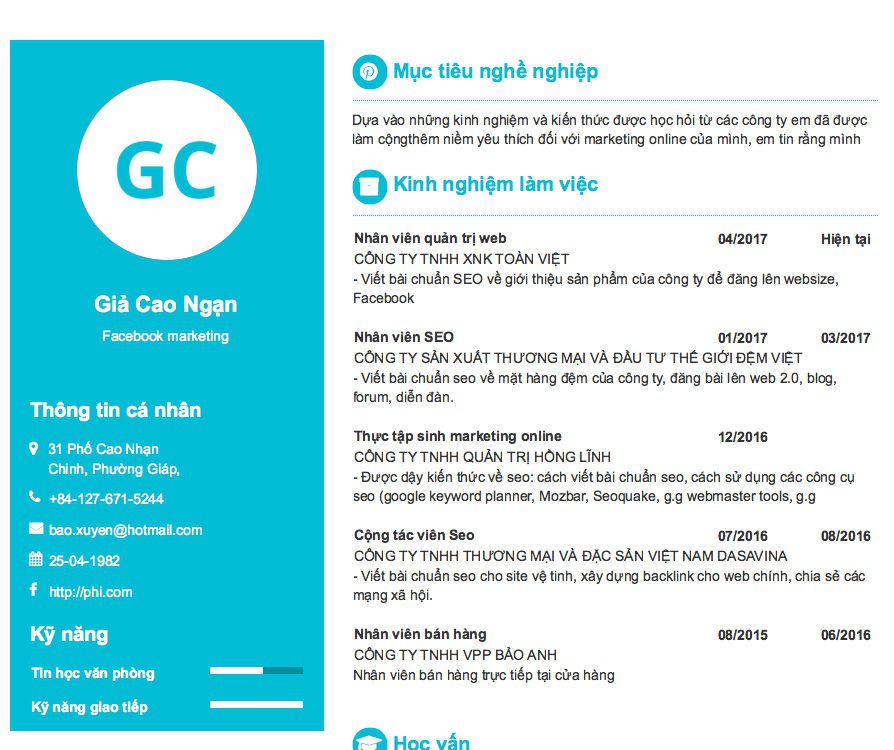 GC
Giả Cao Ngạn
Facebook marketing
Thông tin cá nhân
31 Phố Cao Nhạn
Chinh, Phường Giáp,
+84-127-671-5244
bao.xuyen@hotmail.com
25-04-1982
http://phi.com
Kỹ năng
Tin học văn phòng
Kỹ năng giao tiếp
Mục tiêu nghề nghiệp
Dựa vào những kinh nghiệm và kiến thức được học hỏi từ các công ty em đã được
làm cộngthêm niềm yêu thích đối với marketing online của mình, em tin rằng mình
Kinh nghiệm làm việc
Nhân viên quản trị web 04/2017 Hiện tại
CÔNG TY TNHH XNK TOÀN VIỆT
- Viết bài chuẩn SEO về giới thiệu sản phẩm của công ty để đăng lên websize,
Facebook
Nhân viên SEO 01/2017 03/2017
CÔNG TY SẢN XUẤT THƯƠNG MẠI VÀ ĐẦU TƯ THẾ GIỚI ĐỆM VIỆT
- Viết bài chuẩn seo về mặt hàng đệm của công ty, đăng bài lên web 2.0, blog,
forum, diễn đàn.
Thực tập sinh marketing online 12/2016
CÔNG TY TNHH QUẢN TRỊ HỒNG LĨNH
- Được dậy kiến thức về seo: cách viết bài chuẩn seo, cách sử dụng các công cụ
seo (google keyword planner, Mozbar, Seoquake, g.g webmaster tools, g.g
Cộng tác viên Seo 07/2016 08/2016
CÔNG TY TNHH THƯƠNG MẠI VÀ ĐẶC SẢN VIỆT NAM DASAVINA
- Viết bài chuẩn seo cho site vệ tinh, xây dựng backlink cho web chính, chia sẻ các
mạng xã hội.
Nhân viên bán hàng 08/2015 06/2016
CÔNG TY TNHH VPP BẢO ANH
Nhân viên bán hàng trực tiếp tại cửa hàng
Học vấn